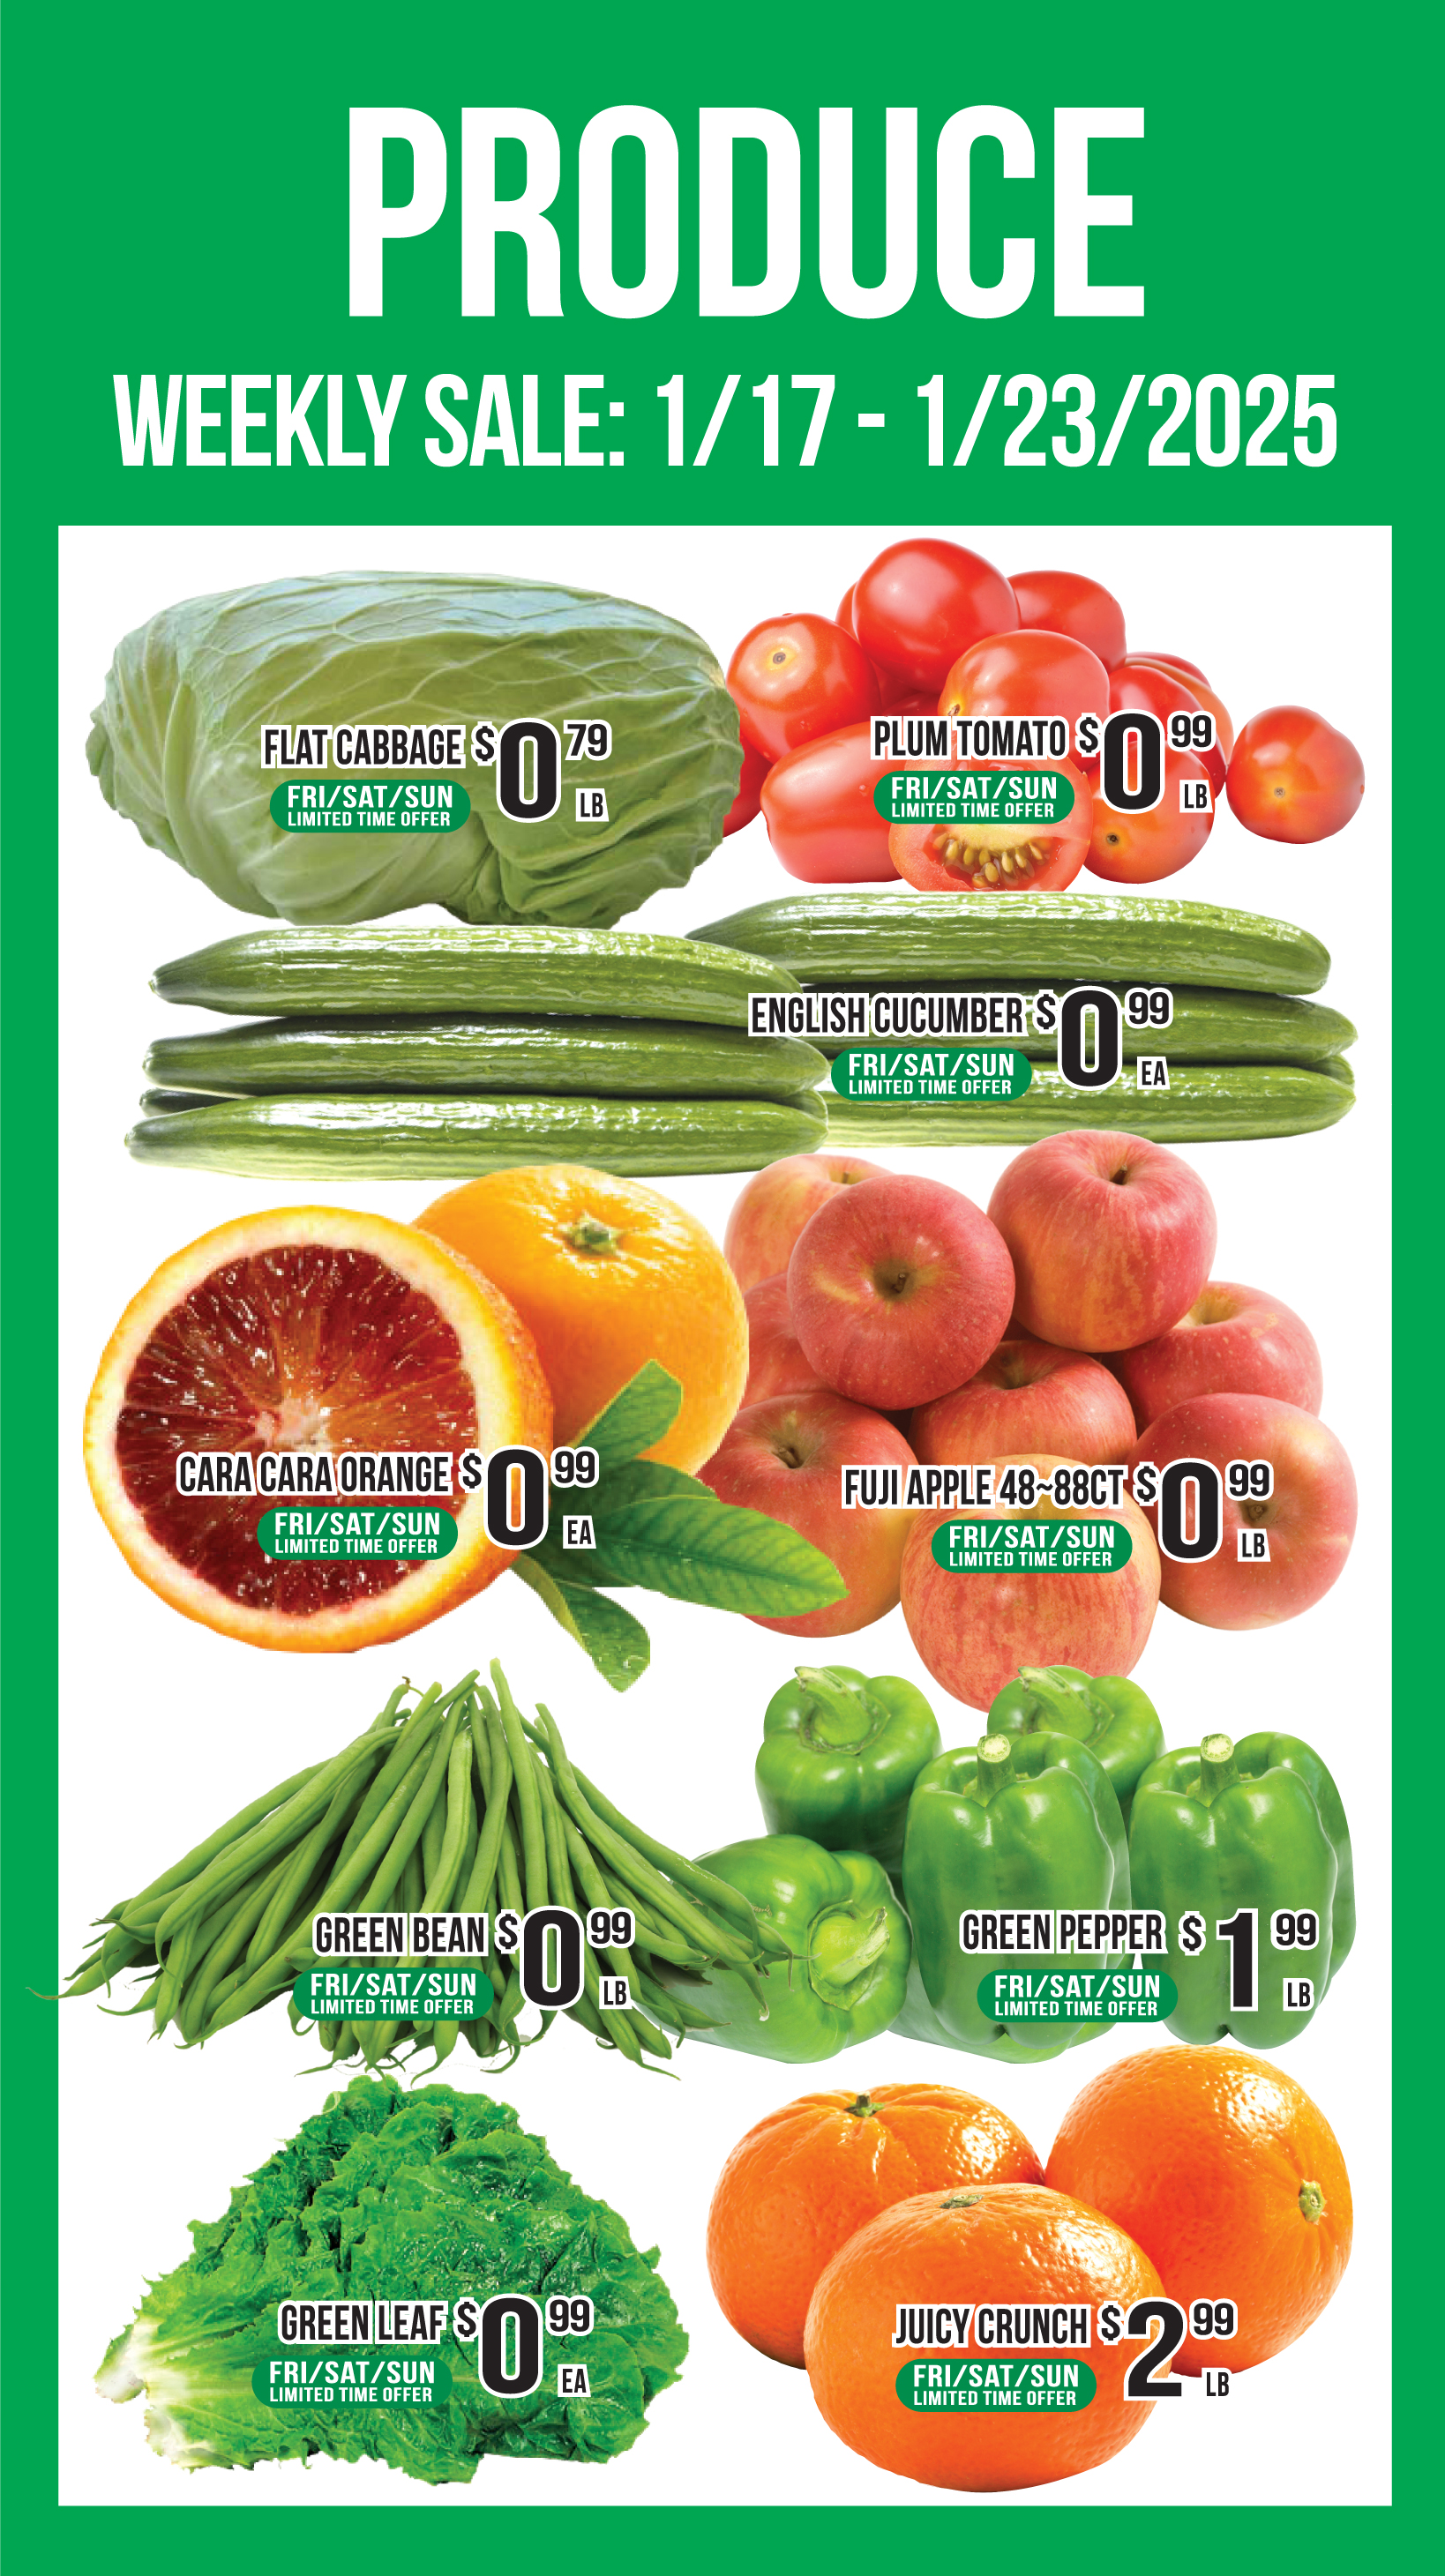 PRODUCE
WEEKLY SALE: 1/17 - 1/23/2025
FLAT CABBAGE $0 79 LB
FRI/SAT/SUN
LIMITED TIME OFFER
PLUM TOMATO $0 99 LB
FRI/SAT/SUN
LIMITED TIME OFFER
ENGLISH CUCUMBER $0 99 EA
FRI/SAT/SUN
LIMITED TIME OFFER
CARA CARA ORANGE $0 99 EA
FRI/SAT/SUN
LIMITED TIME OFFER
FUJI APPLE 48~88CT $0 99 LB
FRI/SAT/SUN
LIMITED TIME OFFER
GREEN BEAN $0 99 LB
FRI/SAT/SUN
LIMITED TIME OFFER
GREEN PEPPER $1 99 LB
FRI/SAT/SUN
LIMITED TIME OFFER
GREEN LEAF $0 99 EA
FRI/SAT/SUN
LIMITED TIME OFFER
JUICY CRUNCH $2 99 LB
FRI/SAT/SUN
LIMITED TIME OFFER